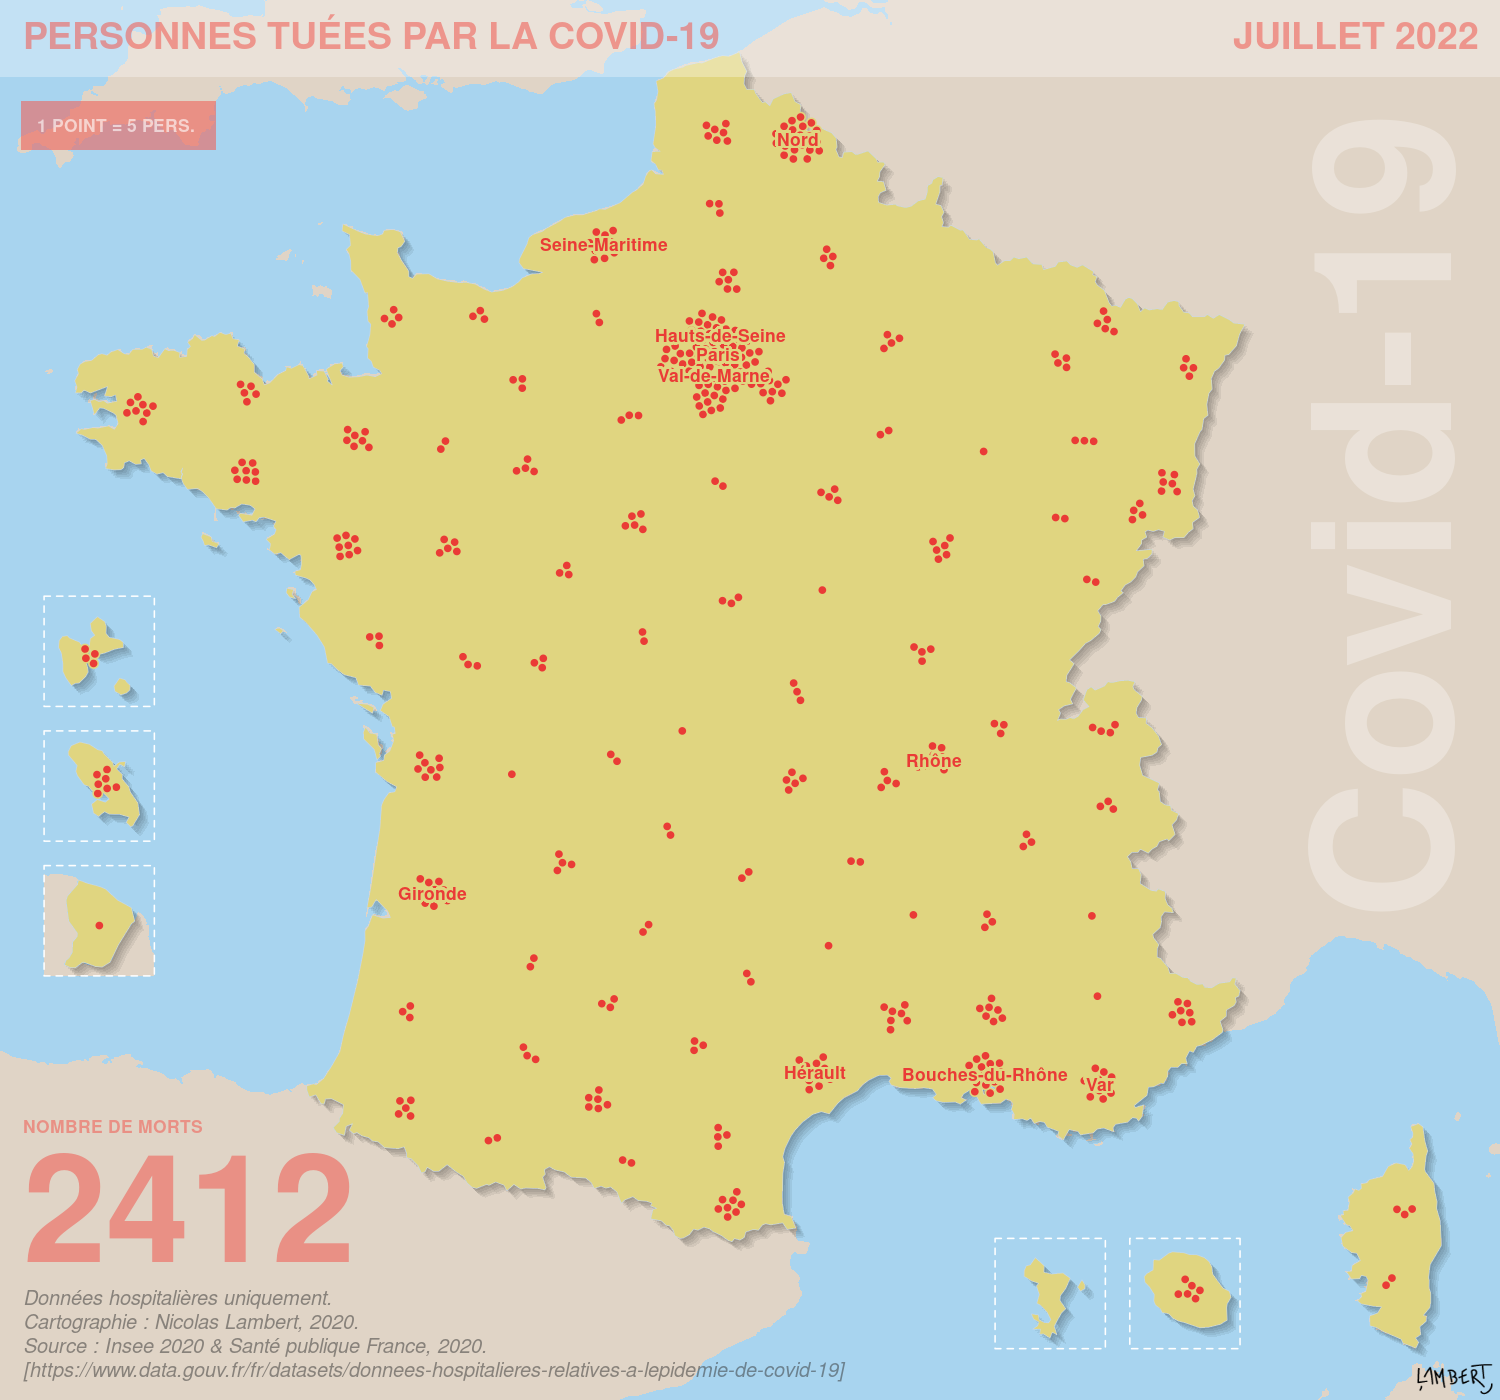 PERSONNES TUÉES PAR LA COVID-19
JUILLET 2022
1 POINT = 5 PERS.
Nord
Seine-Maritime
Hauts-de-Seine
Paris
Val-de-Marne
Covid-19
Rhône
Gironde
Hérault
Bouches-du-Rhône
Var
NOMBRE DE MORTS
2412
Données hospitalières uniquement.
Cartographie : Nicolas Lambert, 2020.
Source : Insee 2020 & Santé publique France, 2020.
[https://www.data.gouv.fr/fr/datasets/donnees-hospitalieres-relatives-a-lepidemie-de-covid-19]
LAMBERT